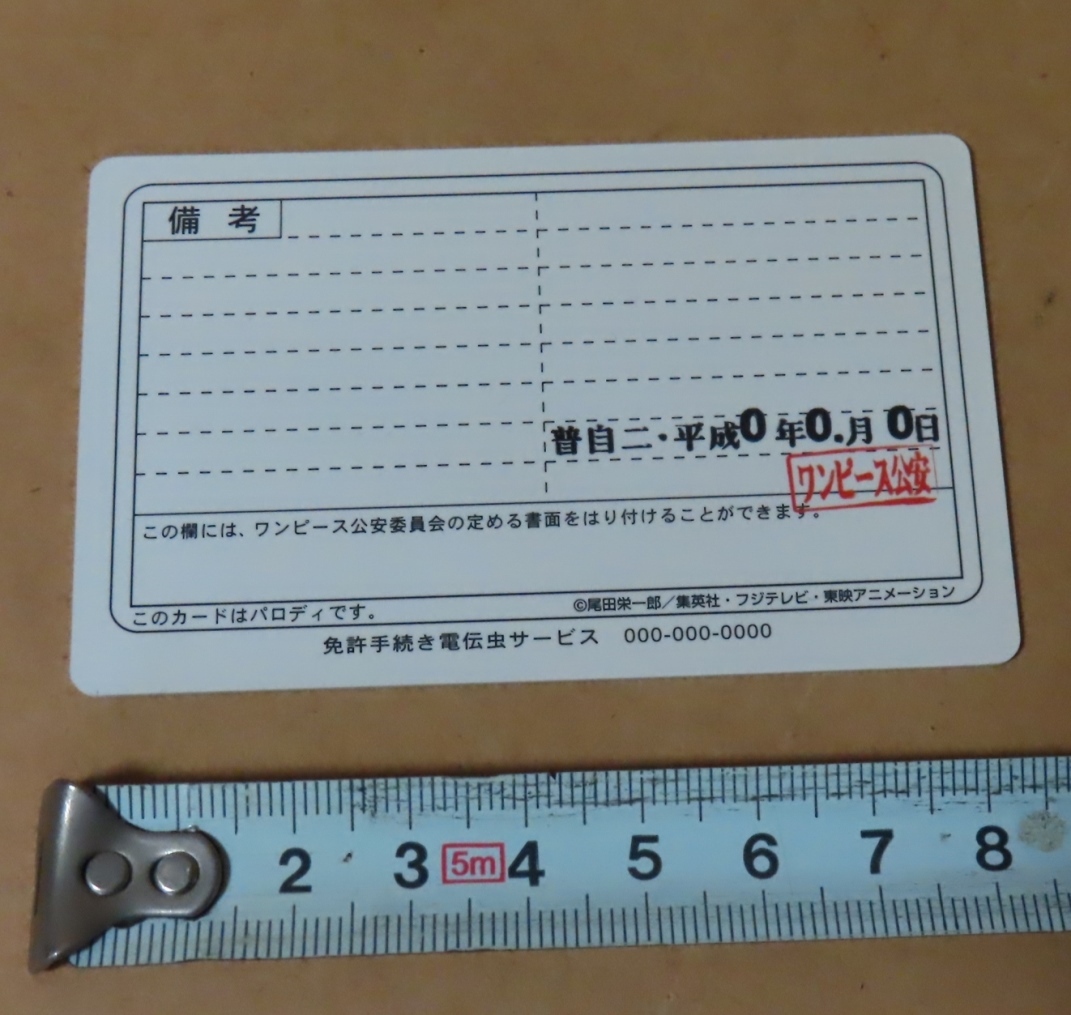 備考
普自二・平成0年0.月0日
ワンピース公安
この欄には、ワンピース公安委員会の定める書面をはり付けることができます。
このカードはパロディです。
©尾田栄一郎／集英社・フジテレビ・東映アニメーション
免許手続き電伝虫サービス 000-000-0000
2 3 5m 4 5 6 7 8